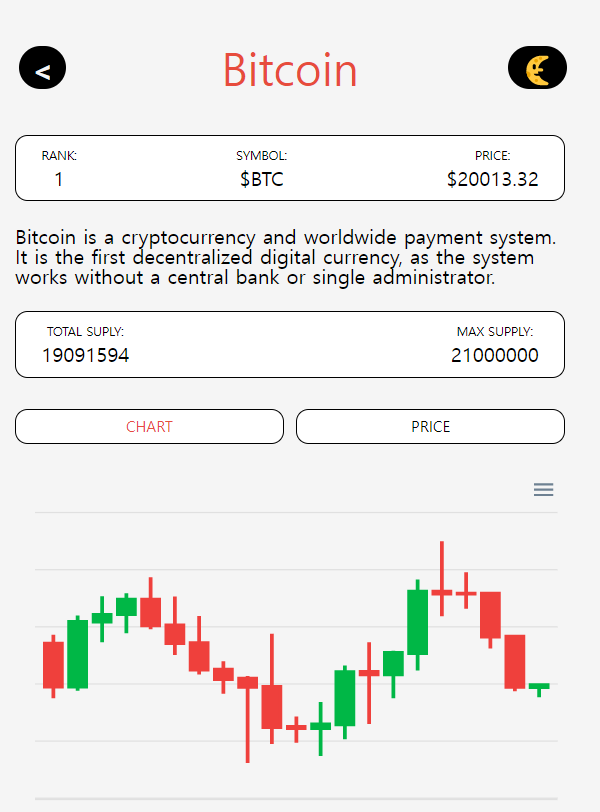 <
Bitcoin
RANK: SYMBOL: PRICE:
1 $BTC $20013.32
Bitcoin is a cryptocurrency and worldwide payment system.
It is the first decentralized digital currency, as the system
works without a central bank or single administrator.
TOTAL SUPLY: MAX SUPPLY:
19091594 21000000
CHART PRICE